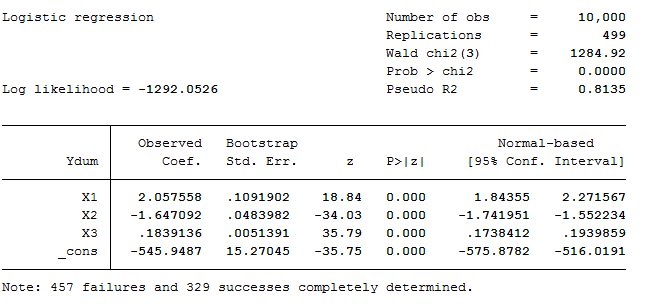 Logistic regression Number of obs = 10,000
Replications = 499
Wald chi2(3) = 1284.92
Prob > chi2 = 0.0000
Log likelihood = -1292.0526 Pseudo R2 = 0.8135
Observed Bootstrap Normal-based
Ydum Coef. Std. Err. z P>|z| [95% Conf. Interval]
X1 2.057558 .1091902 18.84 0.000 1.84355 2.271567
X2 -1.647092 .0483982 -34.03 0.000 -1.741951 -1.552234
X3 .1839136 .0051391 35.79 0.000 .1738412 .1939859
_cons -545.9487 15.27045 -35.75 0.000 -575.8782 -516.0191
Note: 457 failures and 329 successes completely determined.